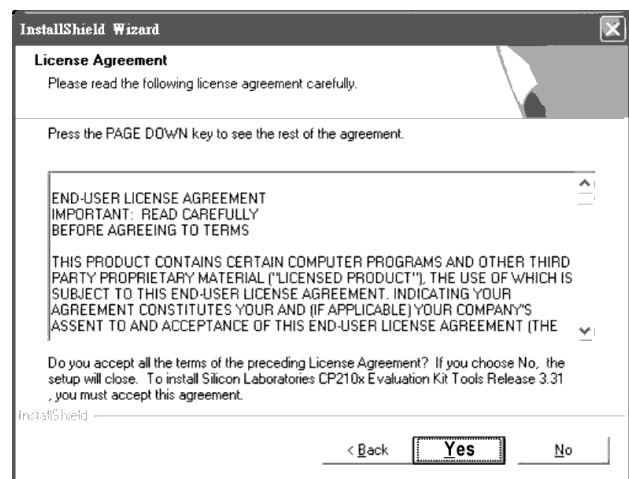 InstallShield Wizard
License Agreement
Please read the following license agreement carefully.
Press the PAGE DOWN key to see the rest of the agreement.
END-USER LICENSE AGREEMENT
IMPORTANT: READ CAREFULLY
BEFORE AGREEING TO TERMS
THIS PRODUCT CONTAINS CERTAIN COMPUTER PROGRAMS AND OTHER THIRD
PARTY PROPRIETARY MATERIAL ("LICENSED PRODUCT"), THE USE OF WHICH IS
SUBJECT TO THIS END-USER LICENSE AGREEMENT. INDICATING YOUR
AGREEMENT CONSTITUTES YOUR AND (IF APPLICABLE) YOUR COMPANY'S
ASSENT TO AND ACCEPTANCE OF THIS END-USER LICENSE AGREEMENT (THE
Do you accept all the terms of the preceding License Agreement? If you choose No, the
setup will close. To install Silicon Laboratories CP210x Evaluation Kit Tools Release 3.31
, you must accept this agreement.
InstallShield
< Back Yes No